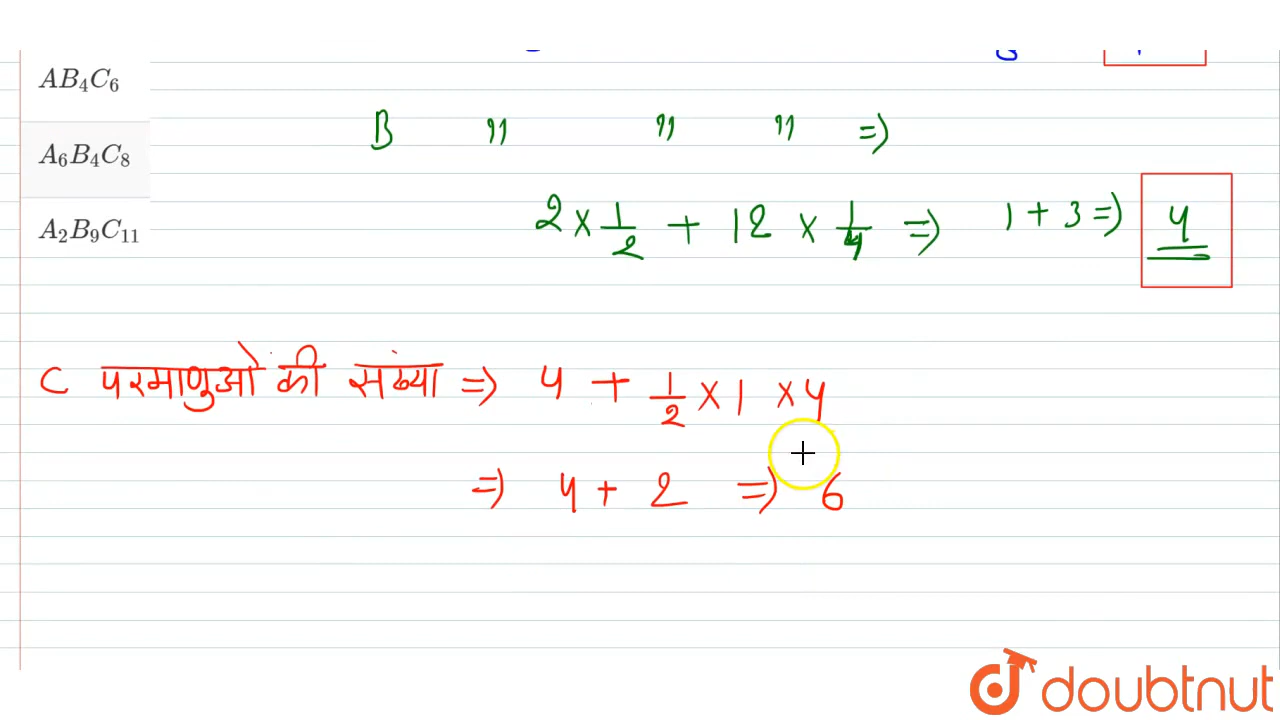 AB₄C₆
B " " " =>
A₆B₄C₈
2 × 1/2 + 12 × 1/4 => 1 + 3 => 4
A₂B₉C₁₁
C परमाणुओ की संख्या => 4 + 1/2 × 1 × 4
=> 4 + 2 => 6
doubtnut